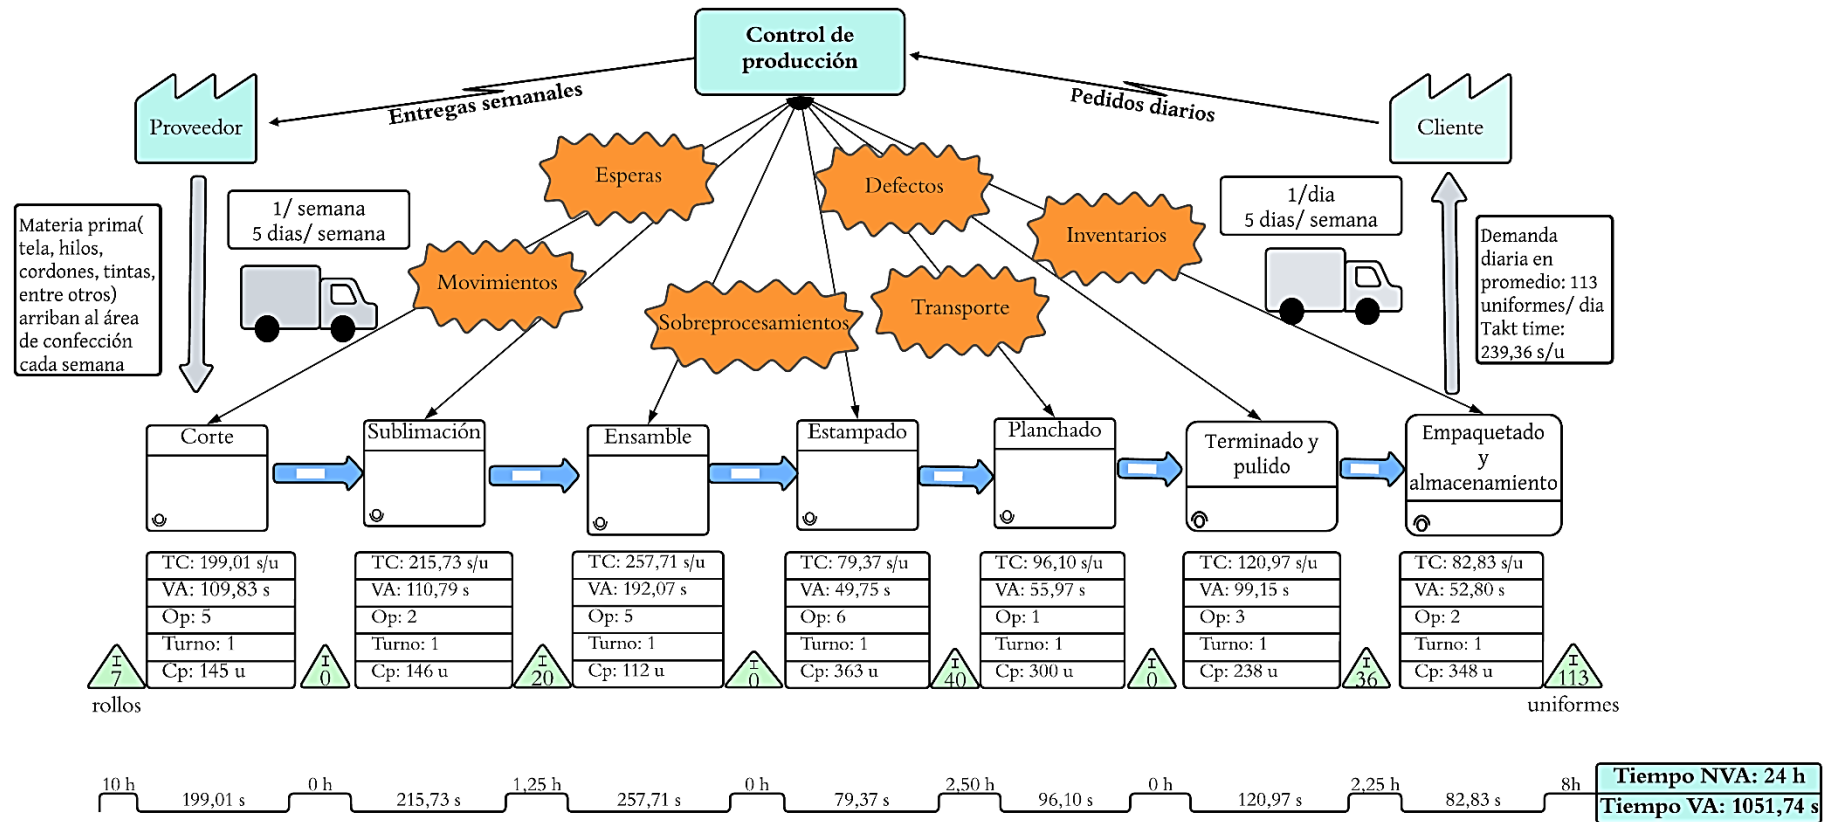 Control de
producción
Entregas semanales
Pedidos diarios
Proveedor
Cliente
Esperas
Defectos
Inventarios
Movimientos
Sobreprocesamientos
Transporte
1/ semana
5 dias/ semana
1/dia
5 dias/ semana
Materia prima(
tela, hilos,
cordones, tintas,
entre otros)
arriban al área
de confección
cada semana
Demanda
diaria en
promedio: 113
uniformes/ dia
Takt time:
239,36 s/u
Corte
Sublimación
Ensamble
Estampado
Planchado
Terminado y
pulido
Empaquetado
y
almacenamiento
TC: 199,01 s/u
VA: 109,83 s
Op: 5
Turno: 1
Cp: 145 u
TC: 215,73 s/u
VA: 110,79 s
Op: 2
Turno: 1
Cp: 146 u
TC: 257,71 s/u
VA: 192,07 s
Op: 5
Turno: 1
Cp: 112 u
TC: 79,37 s/u
VA: 49,75 s
Op: 6
Turno: 1
Cp: 363 u
TC: 96,10 s/u
VA: 55,97 s
Op: 1
Turno: 1
Cp: 300 u
TC: 120,97 s/u
VA: 99,15 s
Op: 3
Turno: 1
Cp: 238 u
TC: 82,83 s/u
VA: 52,80 s
Op: 2
Turno: 1
Cp: 348 u
I
7
rollos
I
0
I
20
I
0
I
40
I
0
I
36
I
113
uniformes
10 h
199,01 s
0 h
215,73 s
1,25 h
257,71 s
0 h
79,37 s
2,50 h
96,10 s
0 h
120,97 s
2,25 h
82,83 s
8h
Tiempo NVA: 24 h
Tiempo VA: 1051,74 s